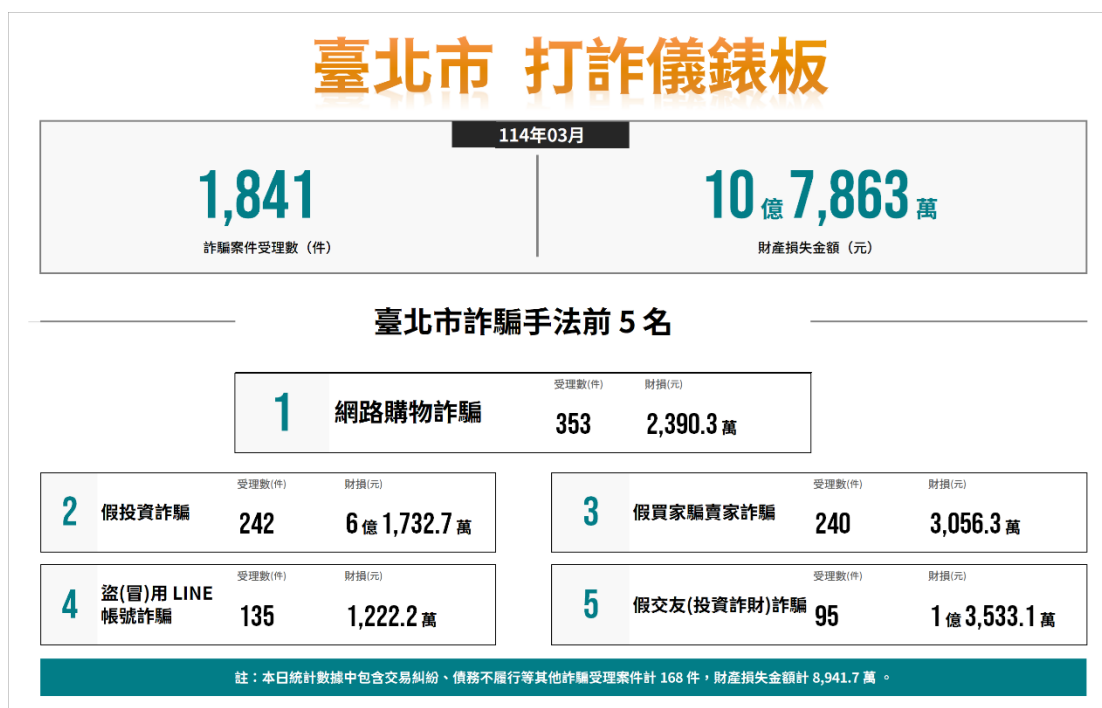 臺北市 打詐儀錶板
114年03月
1,841
詐騙案件受理數（件）
10億7,863萬
財產損失金額（元）
臺北市詐騙手法前 5 名
1 網路購物詐騙
受理數(件) 財損(元)
353 2,390.3 萬
2 假投資詐騙
受理數(件) 財損(元)
242 6 億 1,732.7 萬
3 假買家騙賣家詐騙
受理數(件) 財損(元)
240 3,056.3 萬
4 盜(冒)用 LINE
帳號詐騙
受理數(件) 財損(元)
135 1,222.2 萬
5 假交友(投資詐財)詐騙
受理數(件) 財損(元)
95 1 億 3,533.1 萬
註：本日統計數據中包含交易糾紛、債務不履行等其他詐騙受理案件計 168 件，財產損失金額計 8,941.7 萬 。